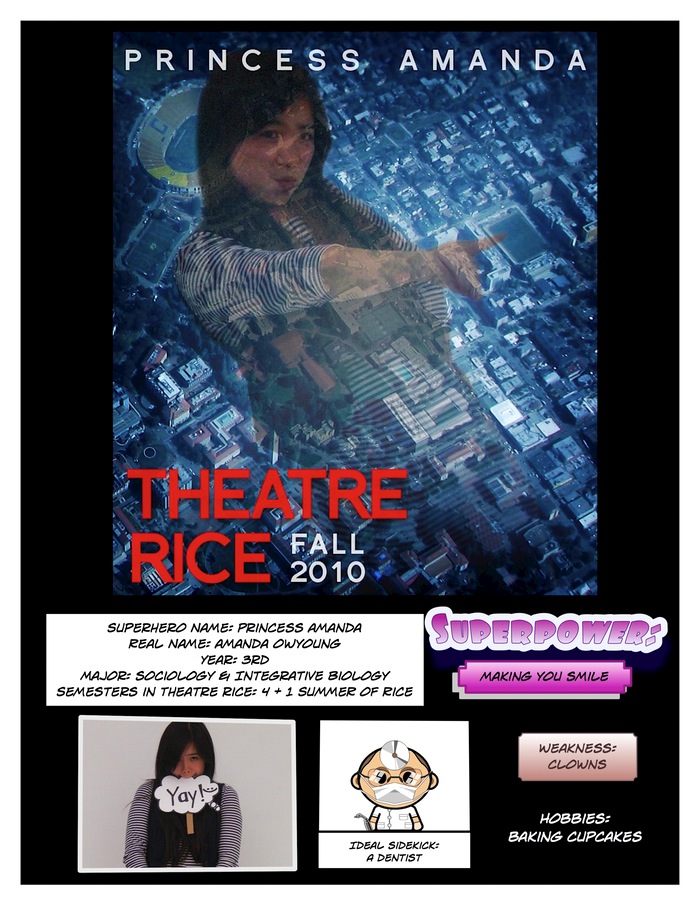 PRINCESS AMANDA
THEATRE
RICE FALL
2010
SUPERHERO NAME: PRINCESS AMANDA
REAL NAME: AMANDA OWYOUNG
YEAR: 3RD
MAJOR: SOCIOLOGY & INTEGRATIVE BIOLOGY
SEMESTERS IN THEATRE RICE: 4 + 1 SUMMER OF RICE
SUPERPOWER:
MAKING YOU SMILE
Yay!
IDEAL SIDEKICK:
A DENTIST
WEAKNESS:
CLOWNS
HOBBIES:
BAKING CUPCAKES